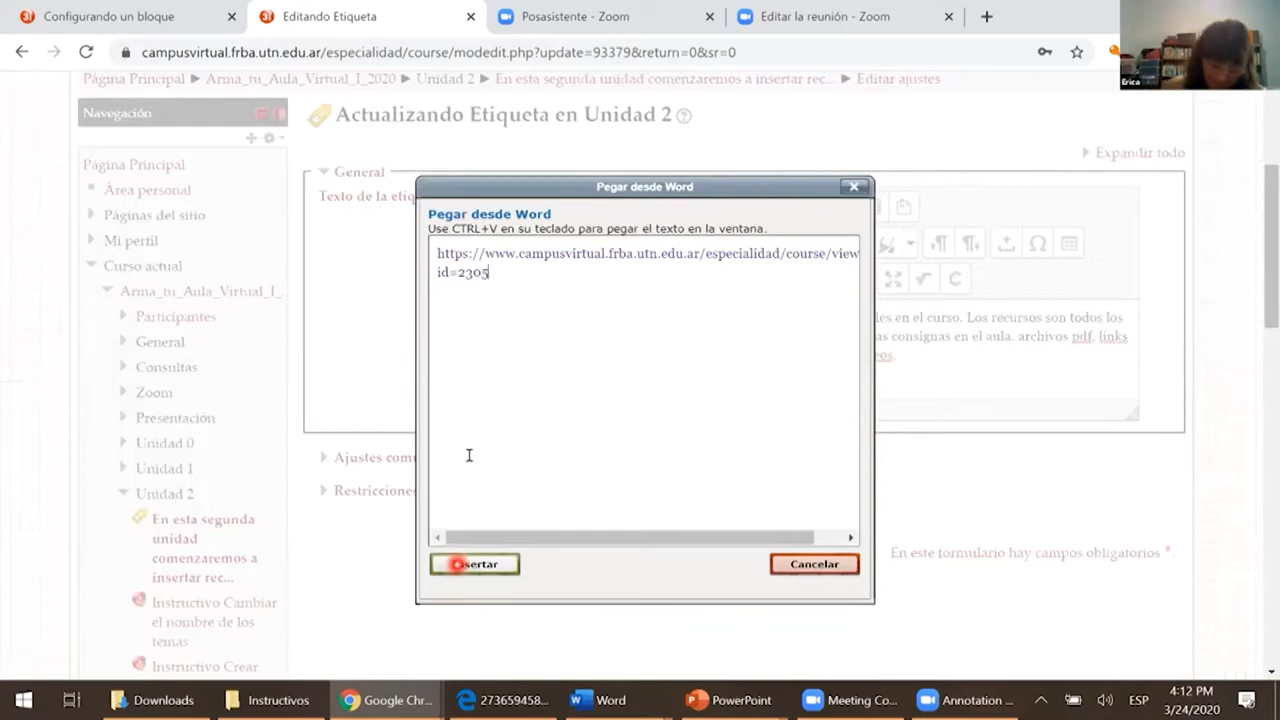 Configurando un bloque
Editando Etiqueta
Posasistente - Zoom
Editar la reunión - Zoom
campusvirtual.frba.utn.edu.ar/especialidad/course/modedit.php?update=93379&return=0&sr=0
Erica
Página Principal ► Arma_tu_Aula_Virtual_I_2020 ► Unidad 2 ► En esta segunda unidad comenzaremos a insertar rec... ► Editar ajustes
Navegación
Página Principal
Área personal
Páginas del sitio
Mi perfil
Curso actual
Arma_tu_Aula_Virtual_I_
Participantes
General
Consultas
Zoom
Presentación
Unidad 0
Unidad 1
Unidad 2
En esta segunda
unidad
comenzaremos a
insertar rec...
Instructivo Cambiar
el nombre de los
temas
Instructivo Crear
Actualizando Etiqueta en Unidad 2
Expandir todo
General
Texto de la etiq
les en el curso. Los recursos son todos los
as consignas en el aula. archivos pdf. links
os.
Ajustes com
Restricciones
En este formulario hay campos obligatorios *.
Pegar desde Word
Pegar desde Word
Use CTRL+V en su teclado para pegar el texto en la ventana.
https://www.campusvirtual.frba.utn.edu.ar/especialidad/course/view
id=2305
Insertar
Cancelar
Downloads
Instructivos
Google Chr...
273659458...
Word
PowerPoint
Meeting Co...
Annotation ...
ESP
4:12 PM
3/24/2020